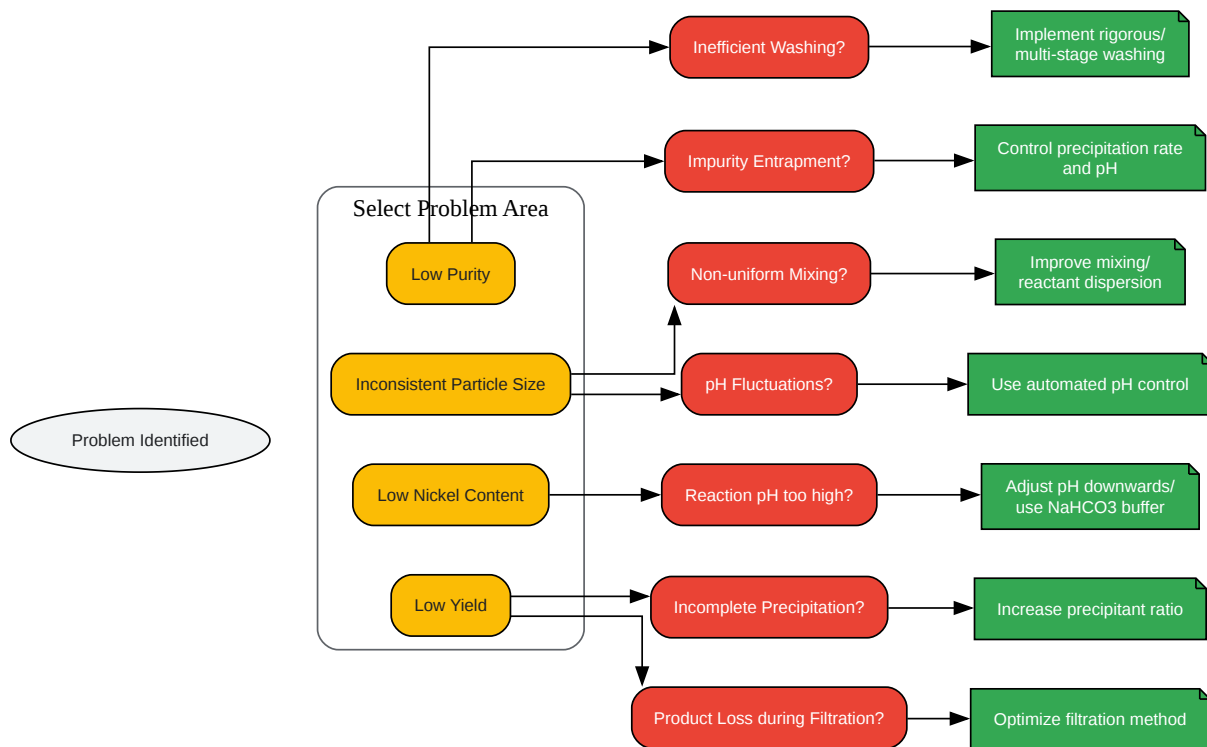 Inefficient Washing?
Implement rigorous/
multi-stage washing
Impurity Entrapment?
Control precipitation rate
and pH
Select Problem Area
Low Purity
Non-uniform Mixing?
Improve mixing/
reactant dispersion
Inconsistent Particle Size
pH Fluctuations?
Use automated pH control
Problem Identified
Low Nickel Content
Reaction pH too high?
Adjust pH downwards/
use NaHCO3 buffer
Low Yield
Incomplete Precipitation?
Increase precipitant ratio
Product Loss during Filtration?
Optimize filtration method